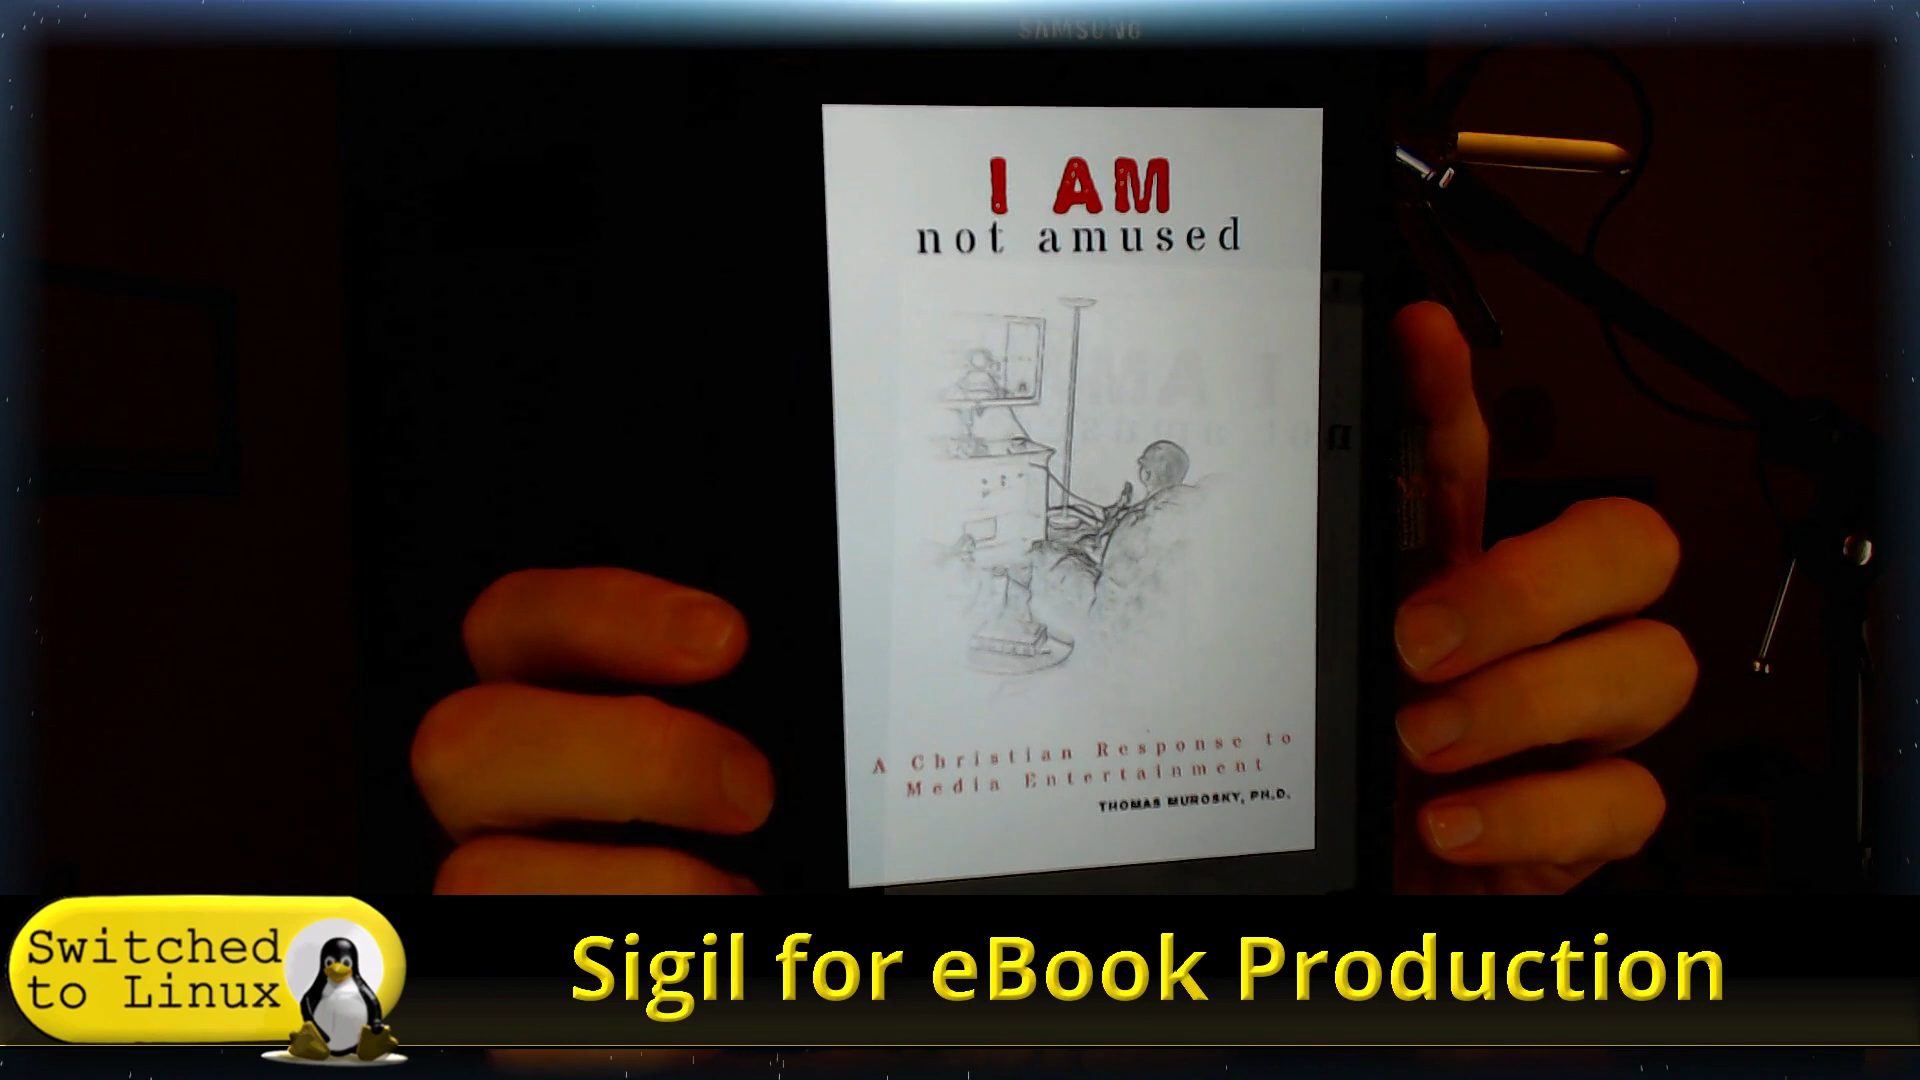 SAMSUNG
I AM
not amused
A Christian Response to
Media Entertainment
THOMAS MUROSKY, PH.D.
Switched
to Linux
Sigil for eBook Production